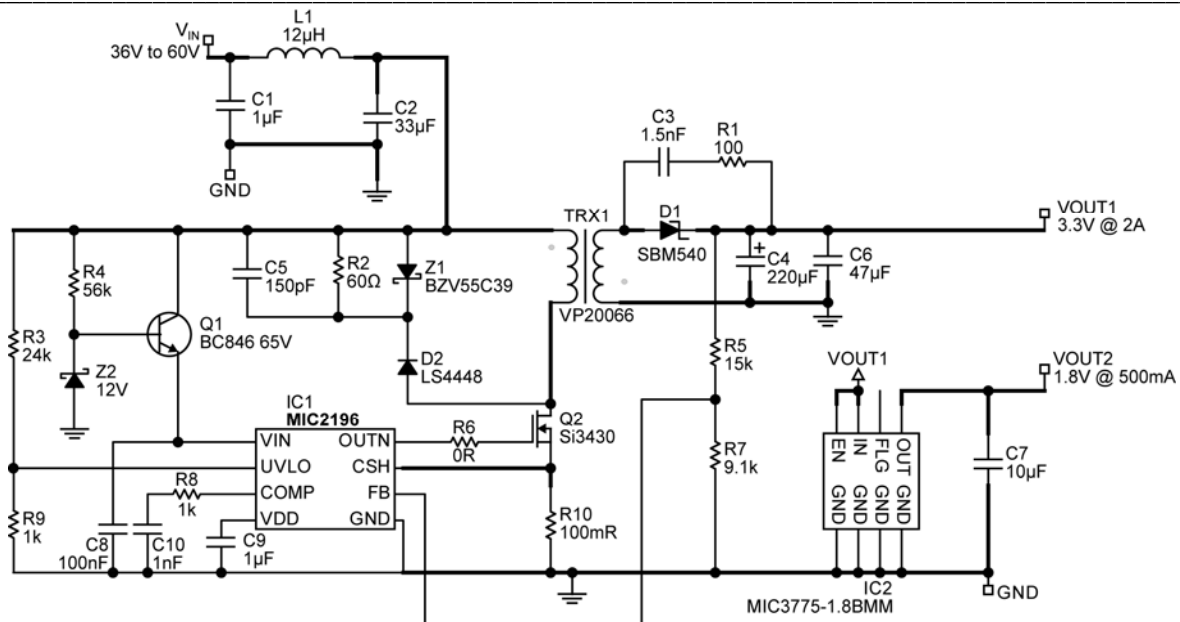 L1
12µH
VIN
36V to 60V
C1
1µF
C2
33µF
GND
C3
1.5nF
R1
100
TRX1
D1
SBM540
VOUT1
3.3V @ 2A
C4
220µF
+
C6
47µF
VP20066
R4
56k
C5
150pF
R2
60Ω
Z1
BZV55C39
Q1
BC846 65V
R3
24k
Z2
12V
D2
LS4448
R5
15k
VOUT1
VOUT2
1.8V @ 500mA
IC1
MIC2196
VIN
UVLO
COMP
VDD
OUTN
CSH
FB
GND
R6
0R
Q2
Si3430
R7
9.1k
EN
IN
FLG
OUT
GND
GND
GND
GND
C7
10µF
R8
1k
R9
1k
C8
100nF
C10
1nF
C9
1µF
R10
100mR
IC2
MIC3775-1.8BMM
GND